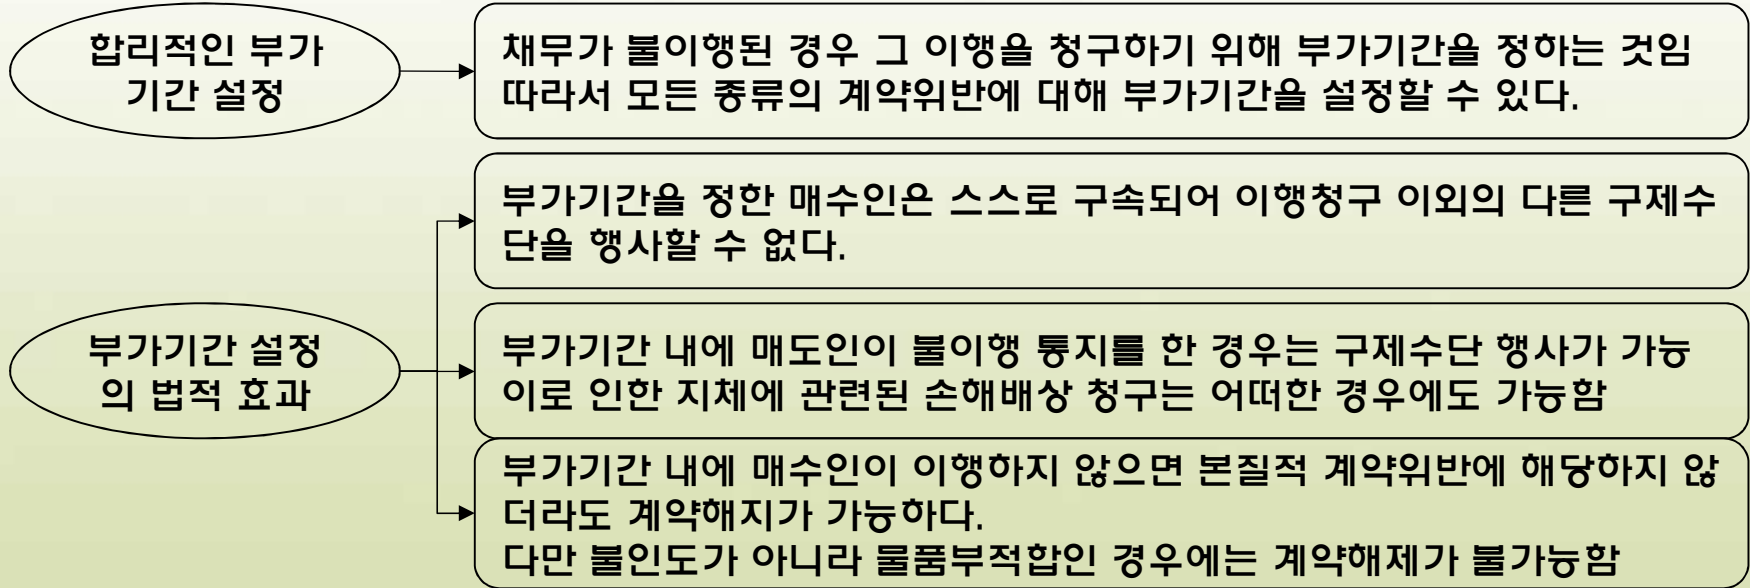 합리적인 부가
기간 설정
채무가 불이행된 경우 그 이행을 청구하기 위해 부가기간을 정하는 것임
따라서 모든 종류의 계약위반에 대해 부가기간을 설정할 수 있다.
부가기간 설정
의 법적 효과
부가기간을 정한 매수인은 스스로 구속되어 이행청구 이외의 다른 구제수
단을 행사할 수 없다.
부가기간 내에 매도인이 불이행 통지를 한 경우는 구제수단 행사가 가능
이로 인한 지체에 관련된 손해배상 청구는 어떠한 경우에도 가능함
부가기간 내에 매수인이 이행하지 않으면 본질적 계약위반에 해당하지 않
더라도 계약해지가 가능하다.
다만 불인도가 아니라 물품부적합인 경우에는 계약해제가 불가능함